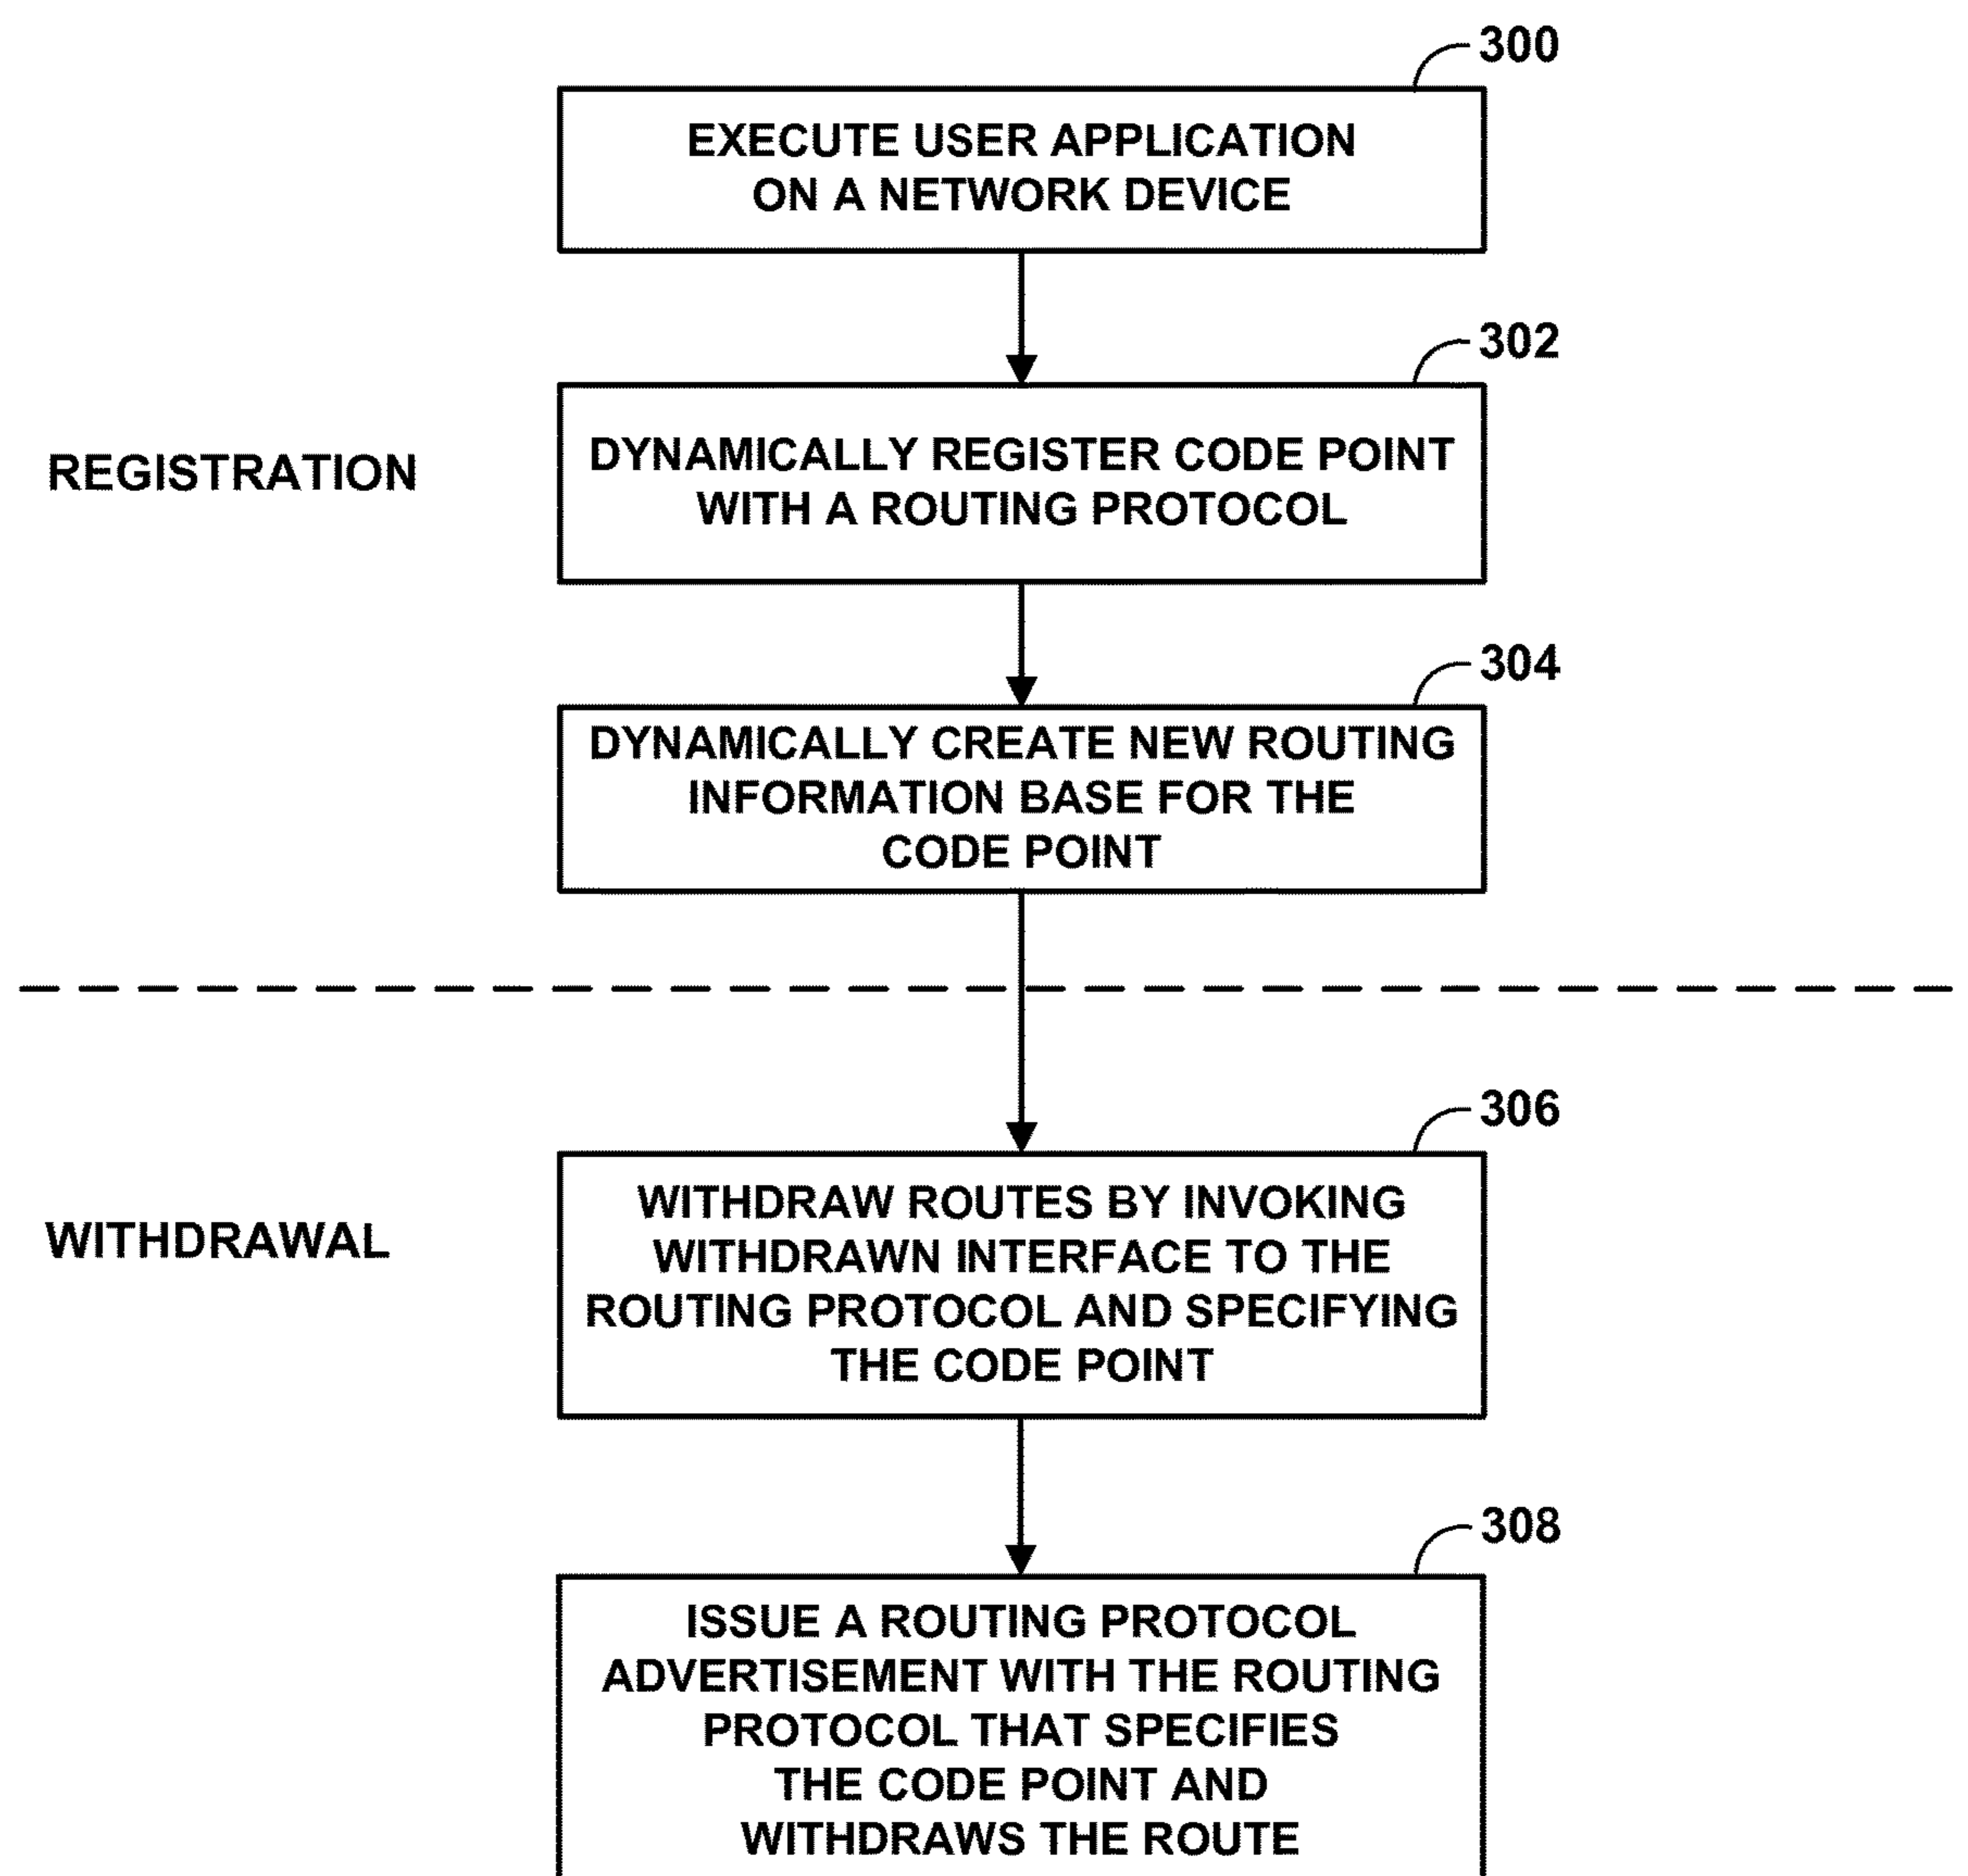 300
EXECUTE USER APPLICATION
ON A NETWORK DEVICE
302
REGISTRATION
DYNAMICALLY REGISTER CODE POINT
WITH A ROUTING PROTOCOL
304
DYNAMICALLY CREATE NEW ROUTING
INFORMATION BASE FOR THE
CODE POINT
306
WITHDRAWAL
WITHDRAW ROUTES BY INVOKING
WITHDRAWN INTERFACE TO THE
ROUTING PROTOCOL AND SPECIFYING
THE CODE POINT
308
ISSUE A ROUTING PROTOCOL
ADVERTISEMENT WITH THE ROUTING
PROTOCOL THAT SPECIFIES
THE CODE POINT AND
WITHDRAWS THE ROUTE